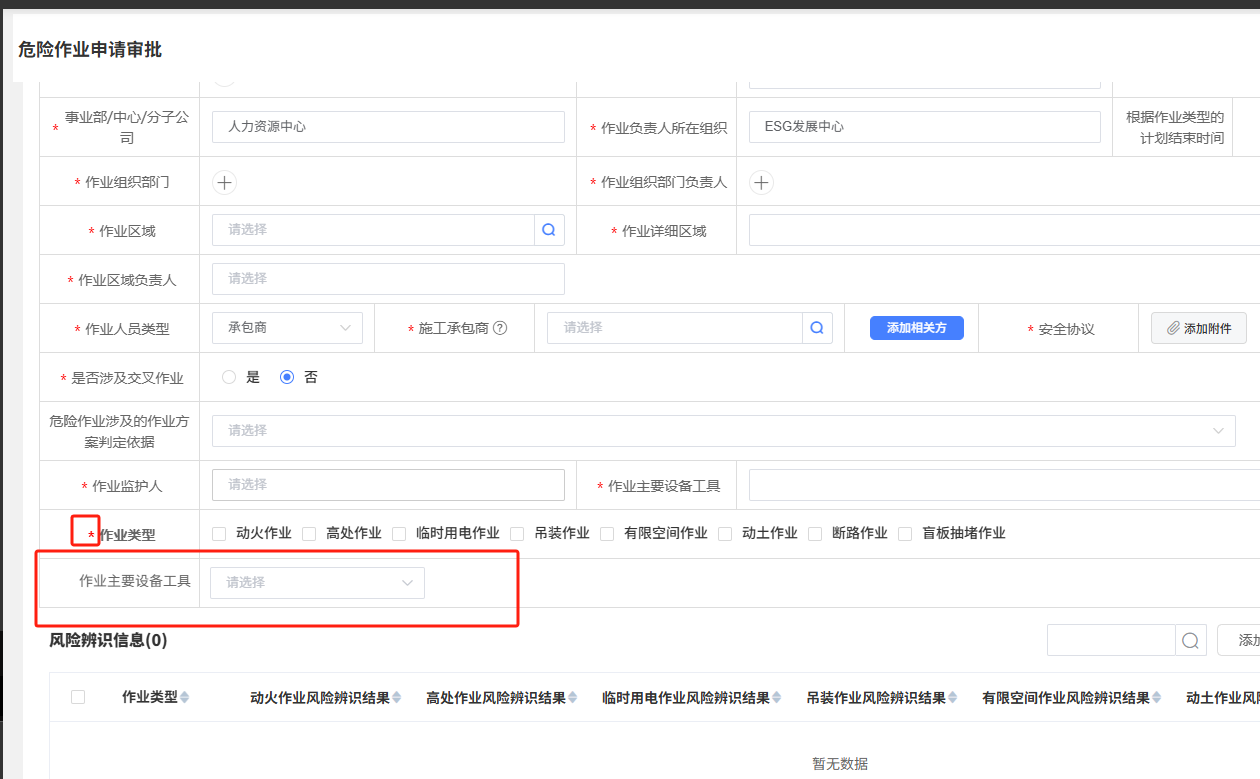 危险作业申请审批
* 事业部/中心/分子公司 人力资源中心 * 作业负责人所在组织 ESG发展中心 根据作业类型的计划结束时间
* 作业组织部门 * 作业组织部门负责人
* 作业区域 请选择 * 作业详细区域
* 作业区域负责人 请选择
* 作业人员类型 承包商 * 施工承包商 ? 请选择 添加相关方 * 安全协议 添加附件
* 是否涉及交叉作业 是 否
危险作业涉及的作业方案判定依据 请选择
* 作业监护人 请选择 * 作业主要设备工具
* 作业类型 动火作业 高处作业 临时用电作业 吊装作业 有限空间作业 动土作业 断路作业 盲板抽堵作业
作业主要设备工具 请选择
风险辨识信息(0) 添加
作业类型 动火作业风险辨识结果 高处作业风险辨识结果 临时用电作业风险辨识结果 吊装作业风险辨识结果 有限空间作业风险辨识结果 动土作业风
暂无数据